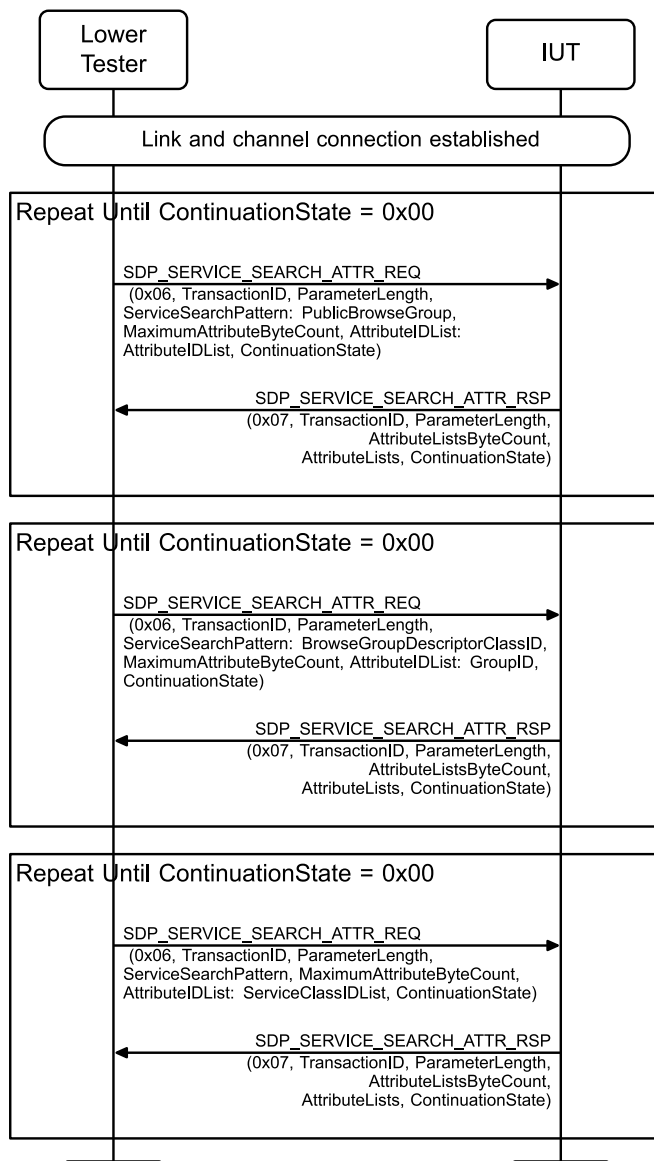 Lower
Tester
IUT
Link and channel connection established
Repeat Until ContinuationState = 0x00
SDP_SERVICE_SEARCH_ATTR_REQ
(0x06, TransactionID, ParameterLength,
ServiceSearchPattern: PublicBrowseGroup,
MaximumAttributeByteCount, AttributeIDList:
AttributeIDList, ContinuationState)
SDP_SERVICE_SEARCH_ATTR_RSP
(0x07, TransactionID, ParameterLength,
AttributeListsByteCount,
AttributeLists, ContinuationState)
Repeat Until ContinuationState = 0x00
SDP_SERVICE_SEARCH_ATTR_REQ
(0x06, TransactionID, ParameterLength,
ServiceSearchPattern: BrowseGroupDescriptorClassID,
MaximumAttributeByteCount, AttributeIDList: GroupID,
ContinuationState)
SDP_SERVICE_SEARCH_ATTR_RSP
(0x07, TransactionID, ParameterLength,
AttributeListsByteCount,
AttributeLists, ContinuationState)
Repeat Until ContinuationState = 0x00
SDP_SERVICE_SEARCH_ATTR_REQ
(0x06, TransactionID, ParameterLength,
ServiceSearchPattern, MaximumAttributeByteCount,
AttributeIDList: ServiceClassIDList, ContinuationState)
SDP_SERVICE_SEARCH_ATTR_RSP
(0x07, TransactionID, ParameterLength,
AttributeListsByteCount,
AttributeLists, ContinuationState)